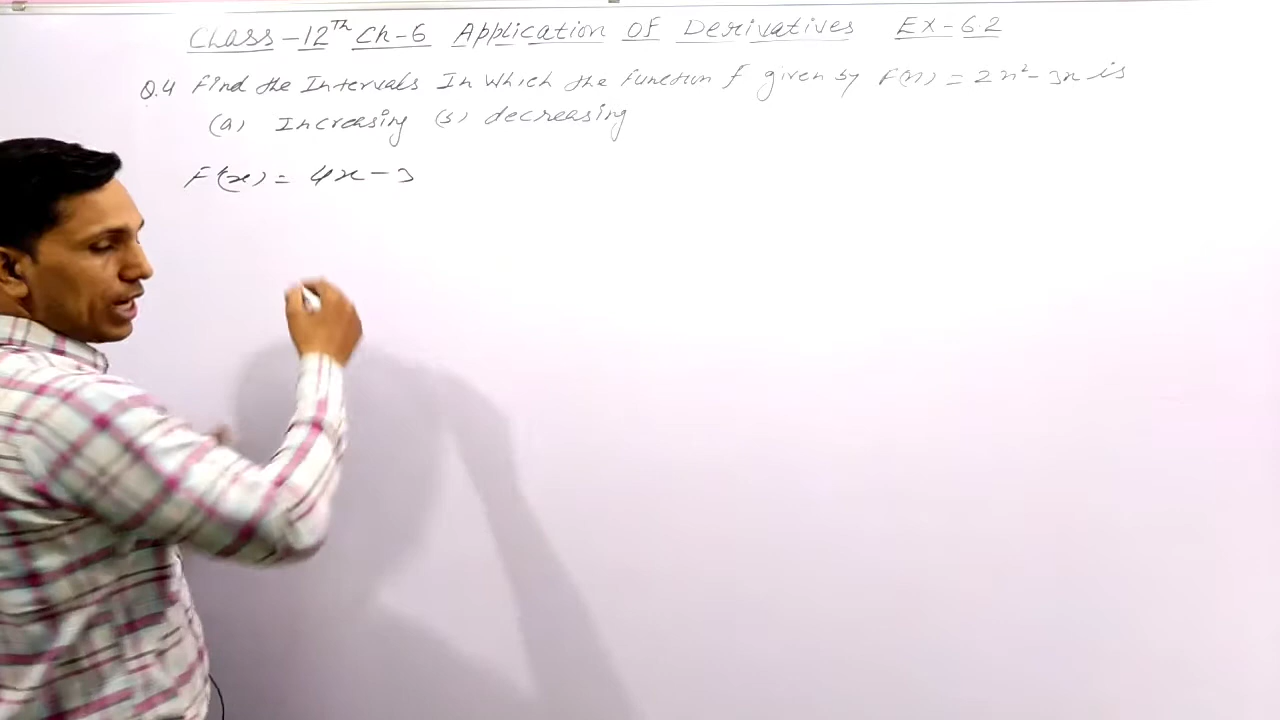 Class-12th Ch-6 Application Of Derivatives Ex-6.2
Q.4 Find the Intervals In Which the Function f given by F(x) = 2x²-3x is
(a) Increasing (b) decreasing
F'(x) = 4x-3